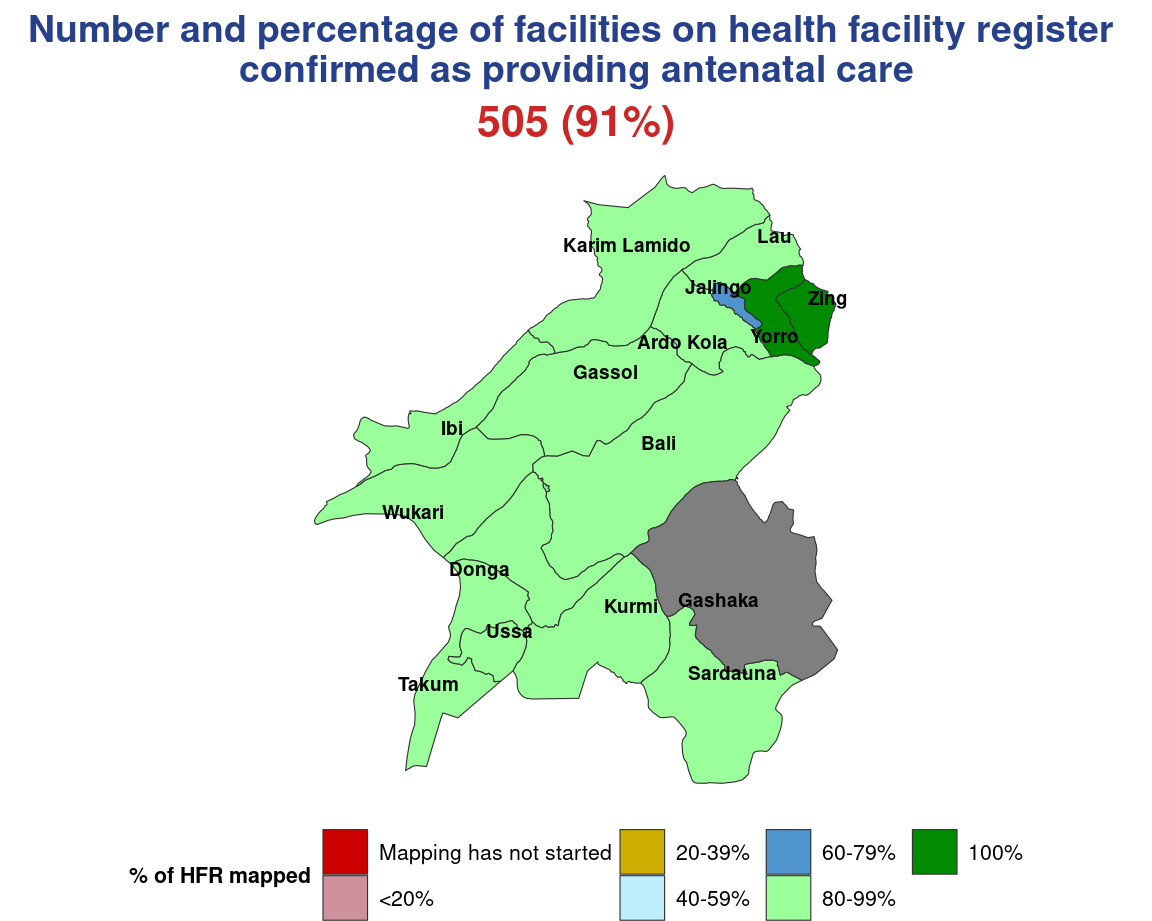 Number and percentage of facilities on health facility register
confirmed as providing antenatal care
505 (91%)
Karim Lamido
Lau
Jalingo
Zing
Yorro
Ardo Kola
Gassol
Ibi
Bali
Wukari
Donga
Kurmi
Gashaka
Ussa
Sardauna
Takum
% of HFR mapped
Mapping has not started
<20%
20-39%
40-59%
60-79%
80-99%
100%